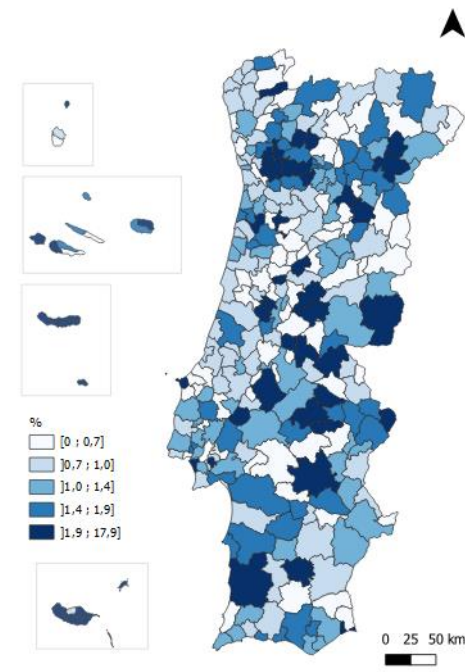 %
[0 ; 0,7]
]0,7 ; 1,0]
]1,0 ; 1,4]
]1,4 ; 1,9]
]1,9 ; 17,9]
0 25 50 km